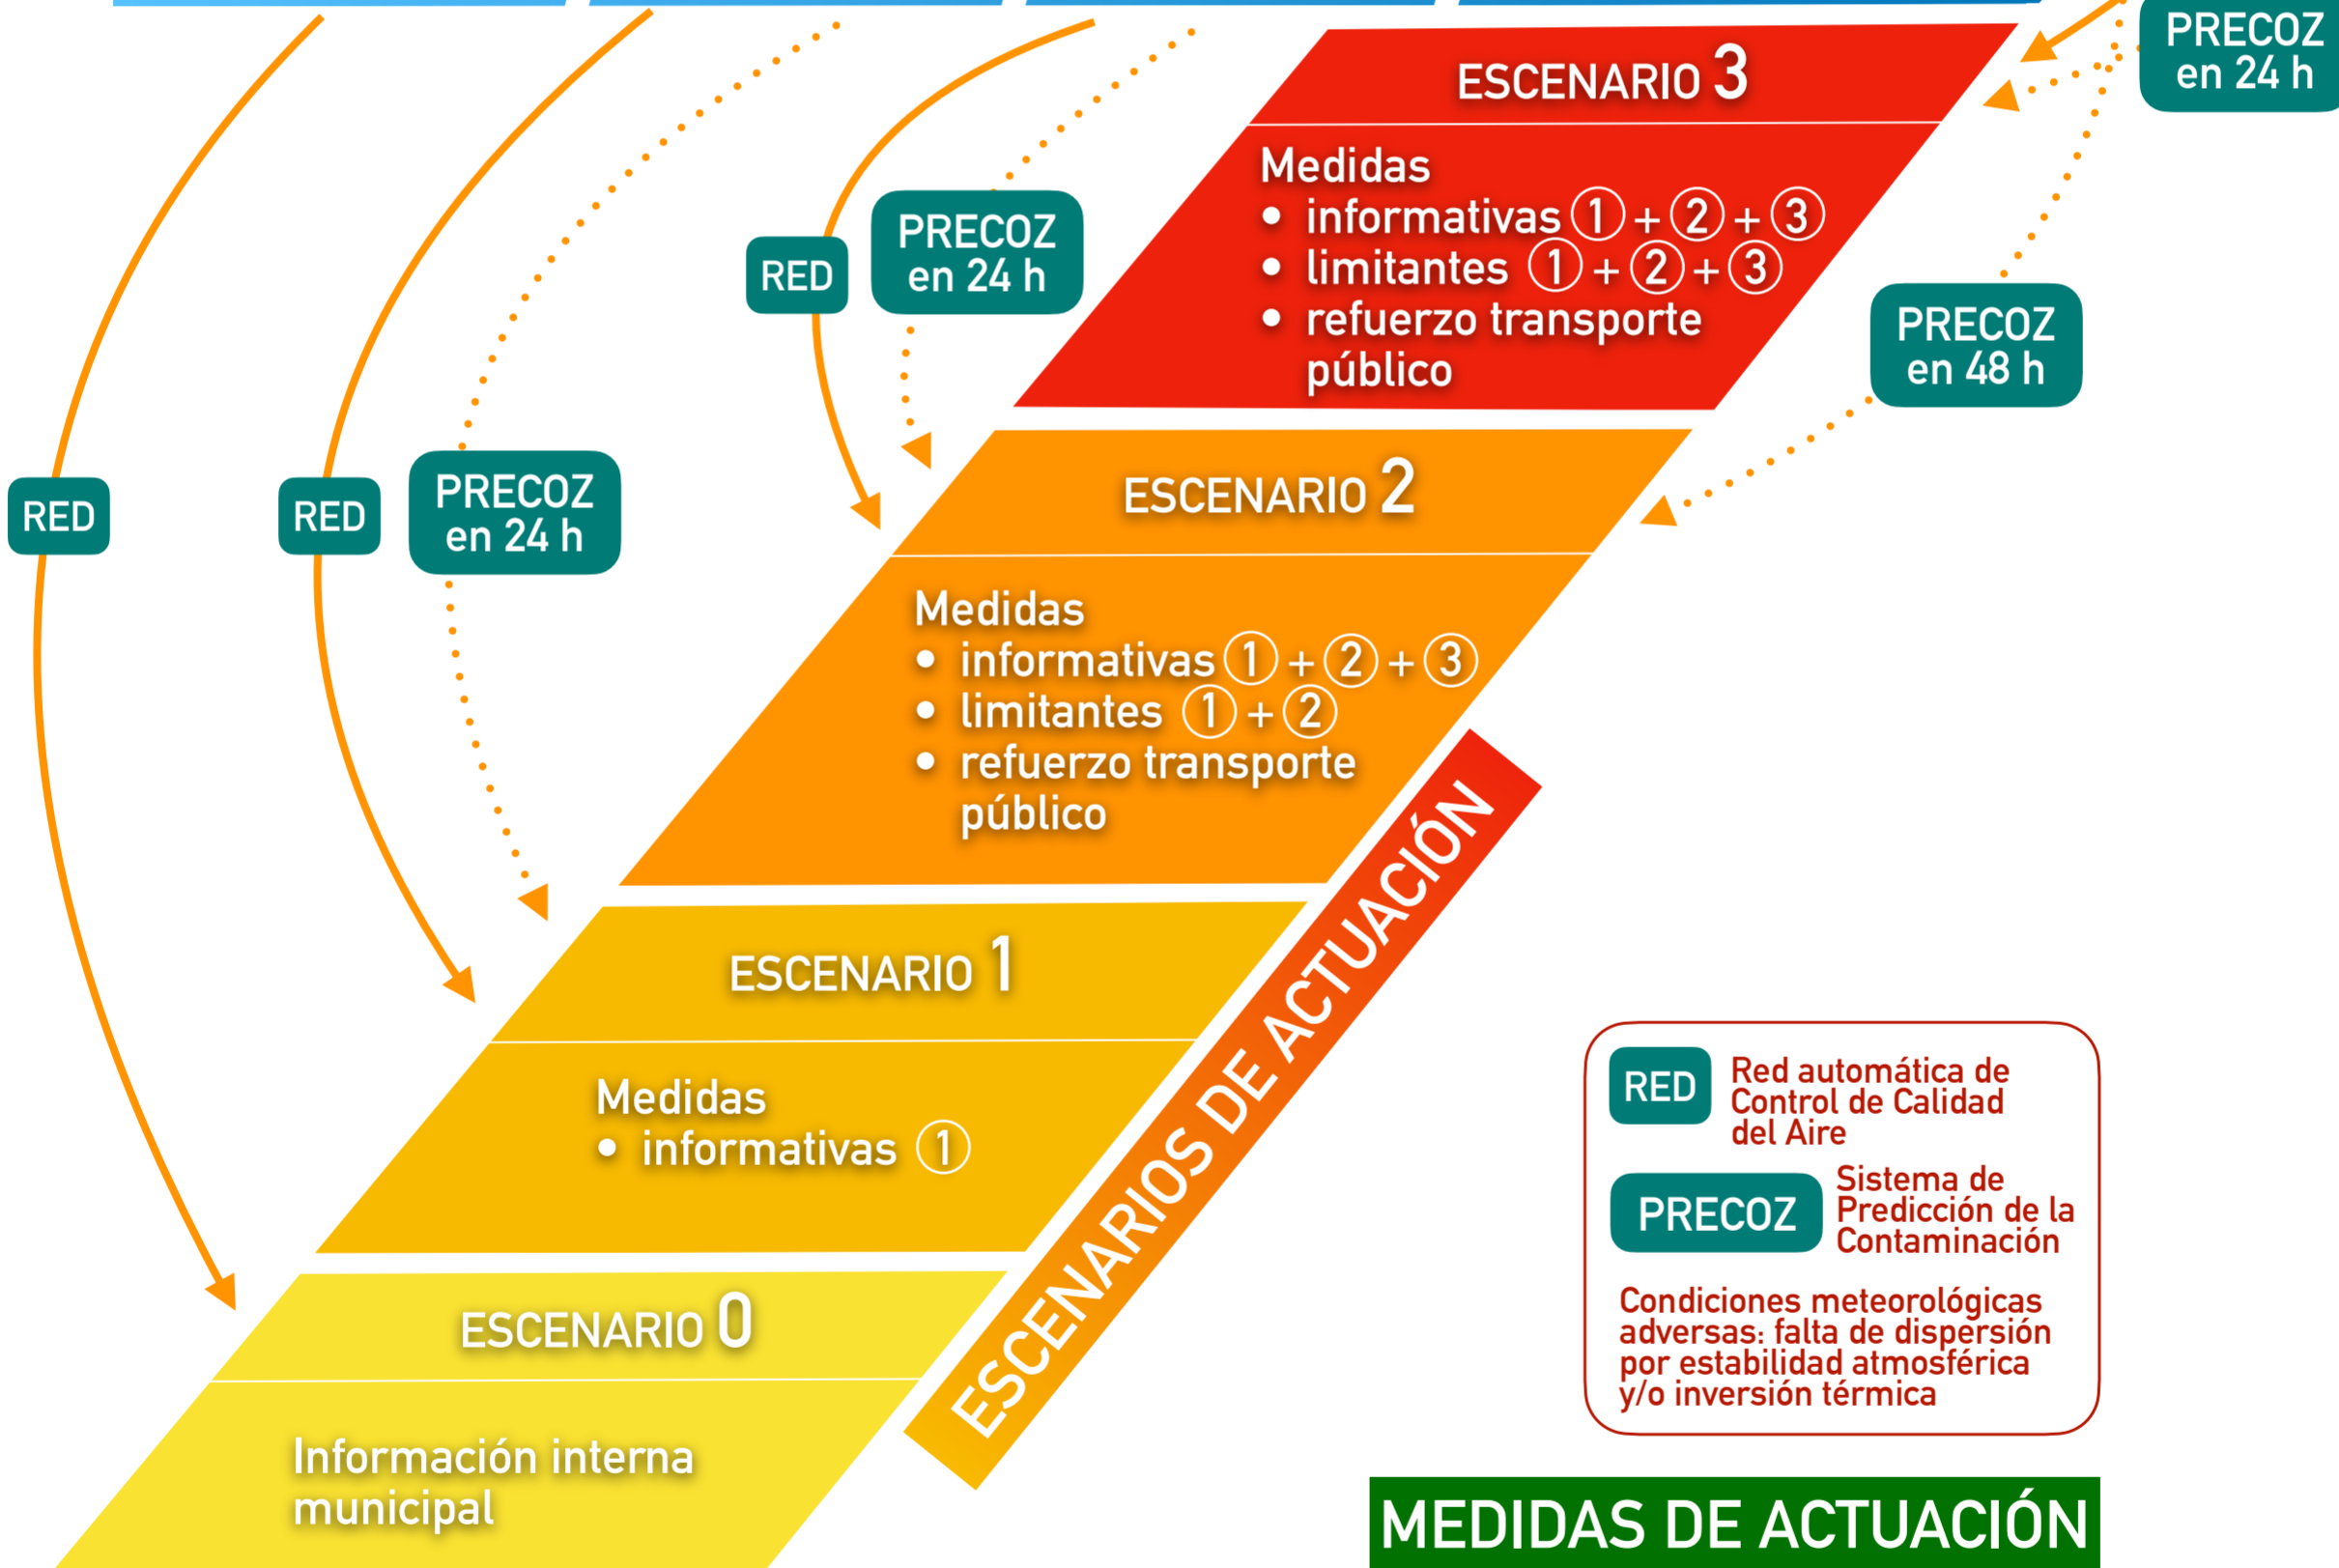 PRECOZ
en 24 h
ESCENARIO 3
Medidas
• informativas ① + ② + ③
• limitantes ① + ② + ③
• refuerzo transporte
público
RED
PRECOZ
en 24 h
PRECOZ
en 48 h
ESCENARIO 2
Medidas
• informativas ① + ② + ③
• limitantes ① + ②
• refuerzo transporte
público
RED
RED
PRECOZ
en 24 h
ESCENARIO 1
Medidas
• informativas ①
ESCENARIO 0
Información interna
municipal
ESCENARIOS DE ACTUACIÓN
RED
Red automática de
Control de Calidad
del Aire
PRECOZ
Sistema de
Predicción de la
Contaminación
Condiciones meteorológicas
adversas: falta de dispersión
por estabilidad atmosférica
y/o inversión térmica
MEDIDAS DE ACTUACIÓN